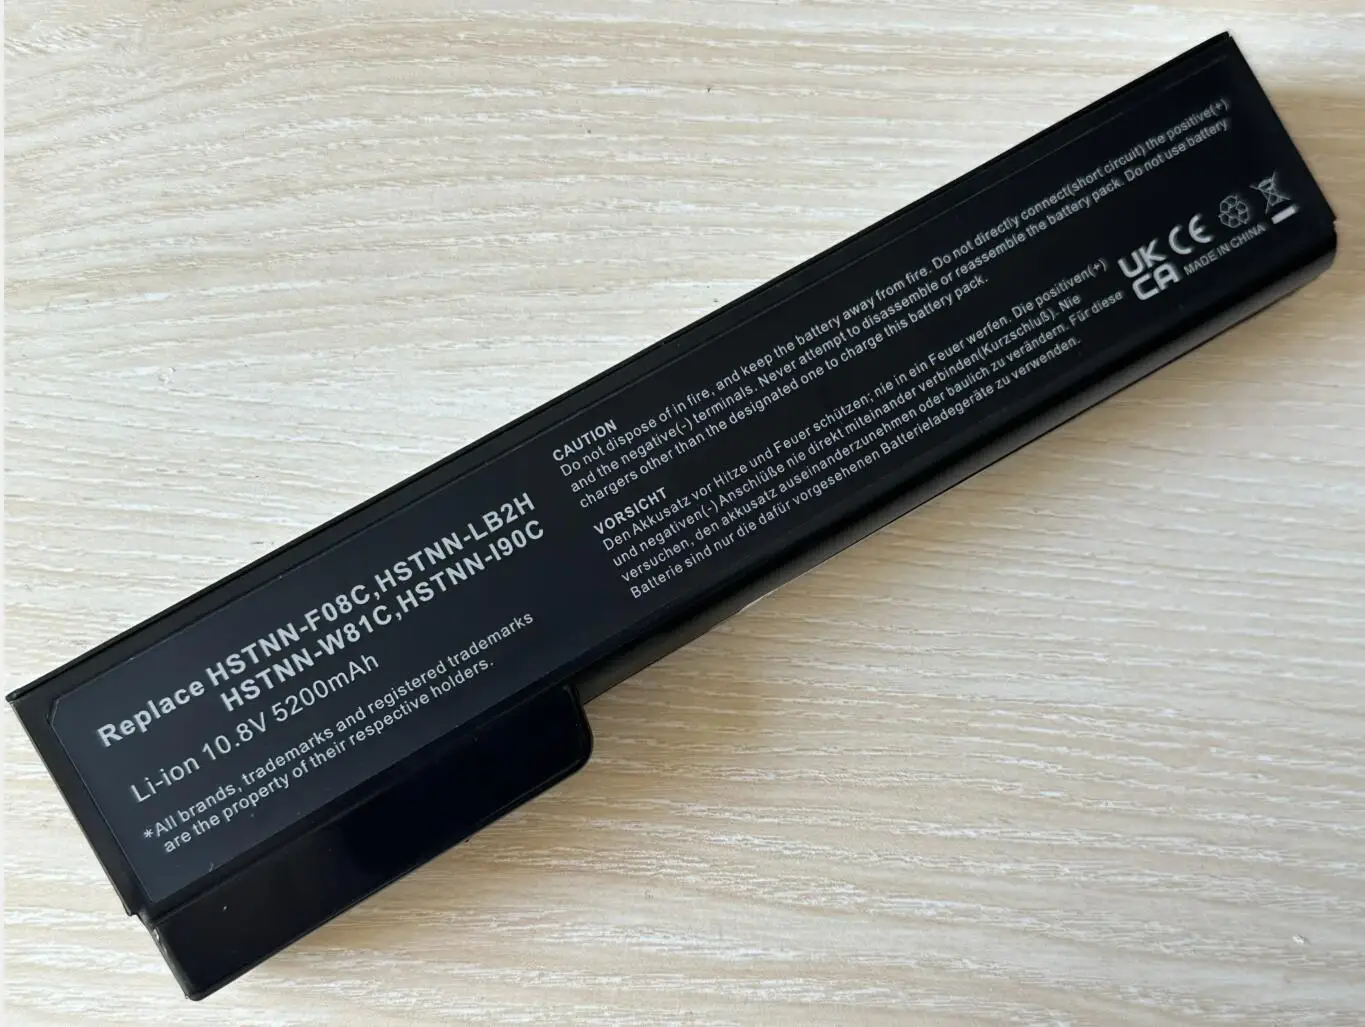 Replace HSTNN-F08C,HSTNN-LB2H
HSTNN-W81C,HSTNN-I90C
Li-ion 10.8V 5200mAh
*All brands, trademarks and registered trademarks
are the property of their respective holders.
CAUTION
Do not dispose of in fire, and keep the battery away from fire. Do not directly connect(short circuit) the positive(+)
and the negative(-) terminals. Never attempt to disassemble or reassemble the battery pack. Do not use battery
chargers other than the designated one to charge this battery pack.
VORSICHT
Den Akkusatz vor Hitze und Feuer schützen; nie in ein Feuer werfen. Die positiven(+)
und negativen(-) Anschlüße nie direkt miteinander verbinden(Kurzschluß). Nie
versuchen, den akkusatz auseinanderzunehmen oder baulich zu verändern. Für diese
Batterie sind nur die dafür vorgesehenen Batterieladegeräte zu verwenden.
UK
CA
CE
MADE IN CHINA